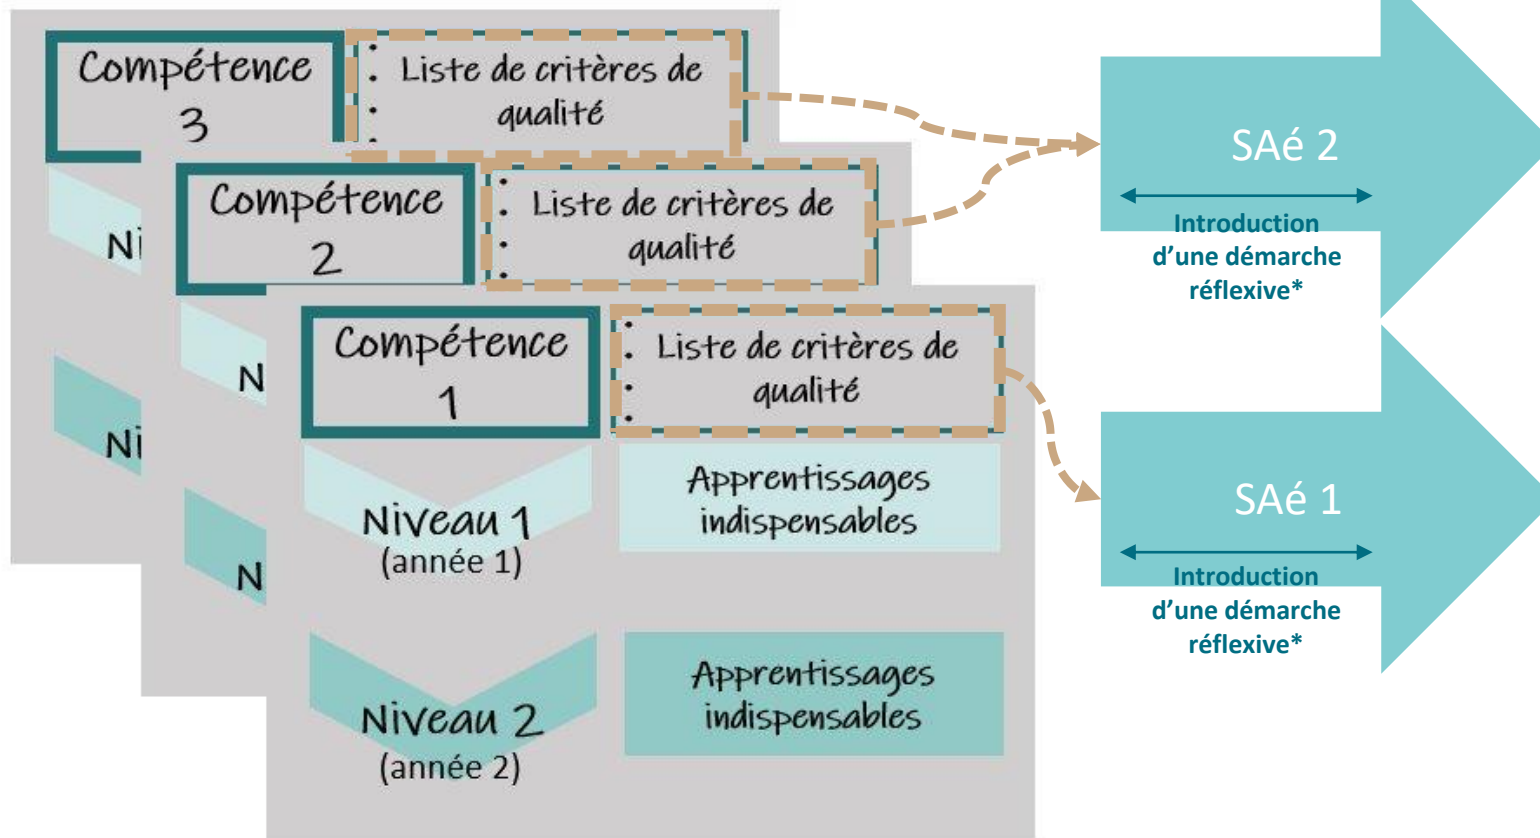 Compétence
3
Liste de critères de
qualité
Ni
Ni
Compétence
2
Liste de critères de
qualité
N
N
Compétence
1
Liste de critères de
qualité
Niveau 1
(année 1)
Apprentissages
indispensables
Niveau 2
(année 2)
Apprentissages
indispensables
SAé 2
Introduction
d'une démarche
réflexive*
SAé 1
Introduction
d'une démarche
réflexive*